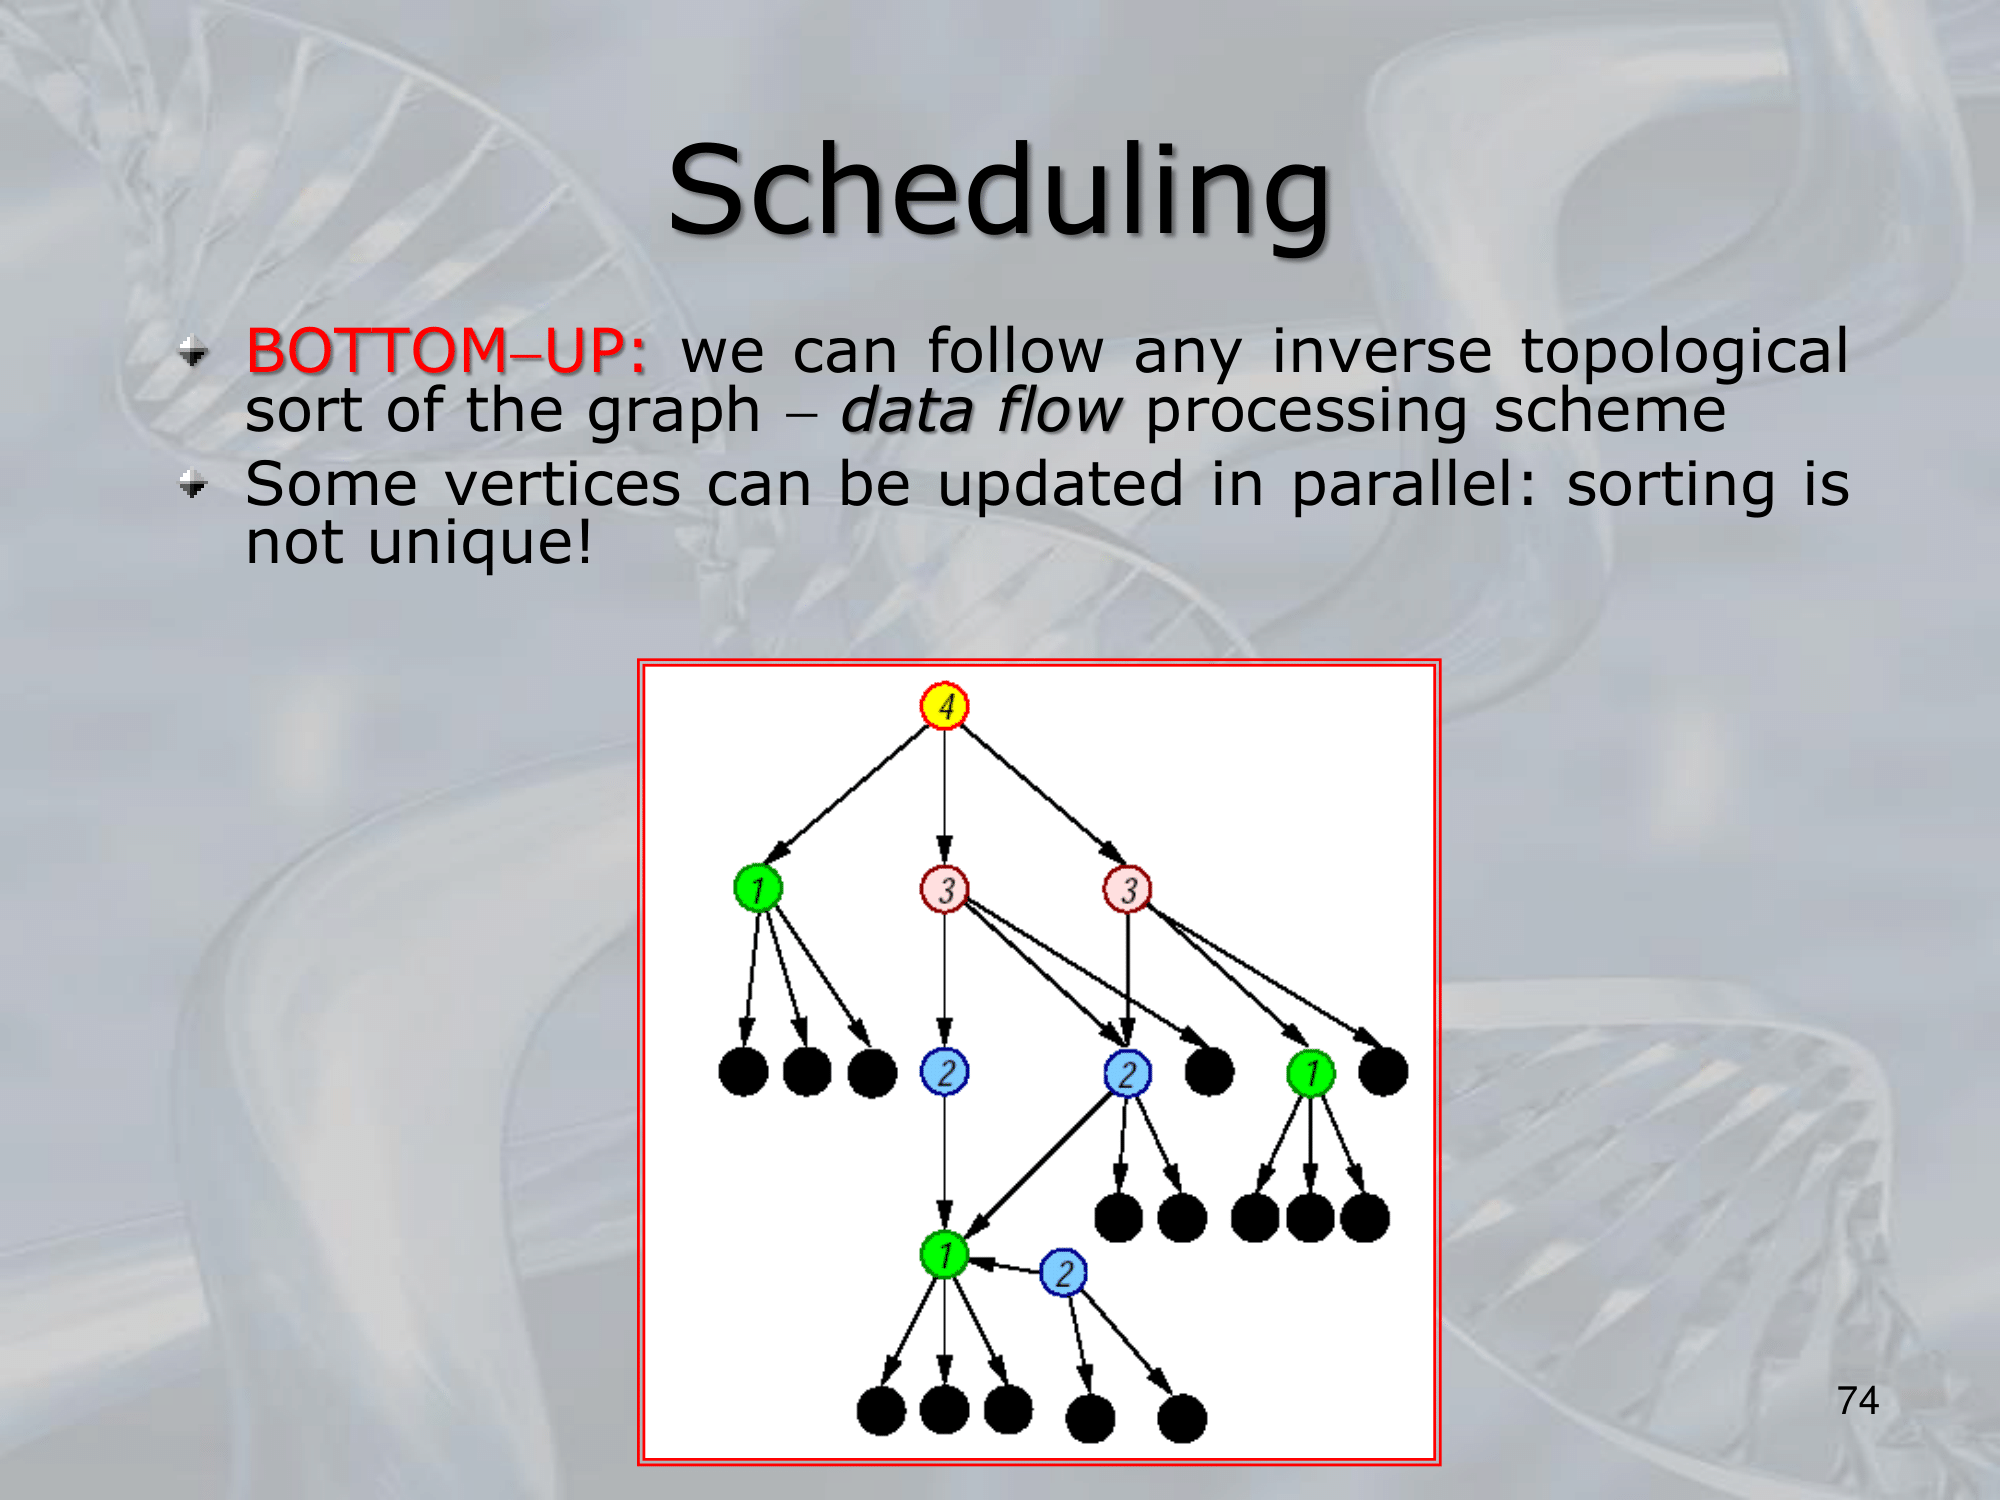 Scheduling
BOTTOM–UP: we can follow any inverse topological
sort of the graph – data flow processing scheme
Some vertices can be updated in parallel: sorting is
not unique!
4
1 3 3
2 2 1
1 2
74